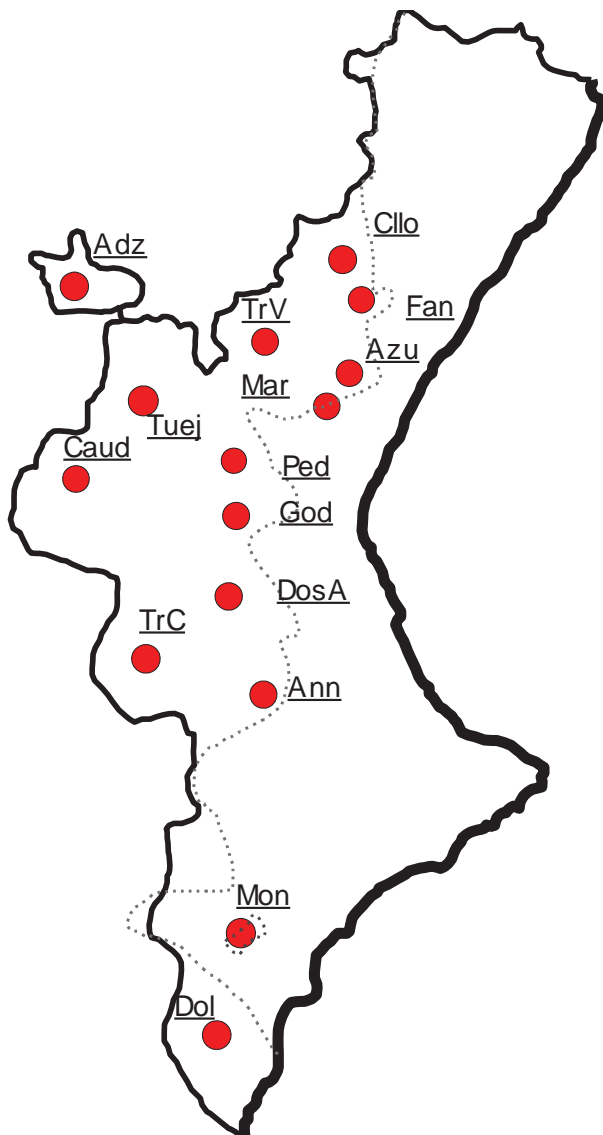 Cllo
Adz
Fan
TrV
Azu
Mar
Tuej
Caud
Ped
God
DosA
TrC
Ann
Mon
Dol